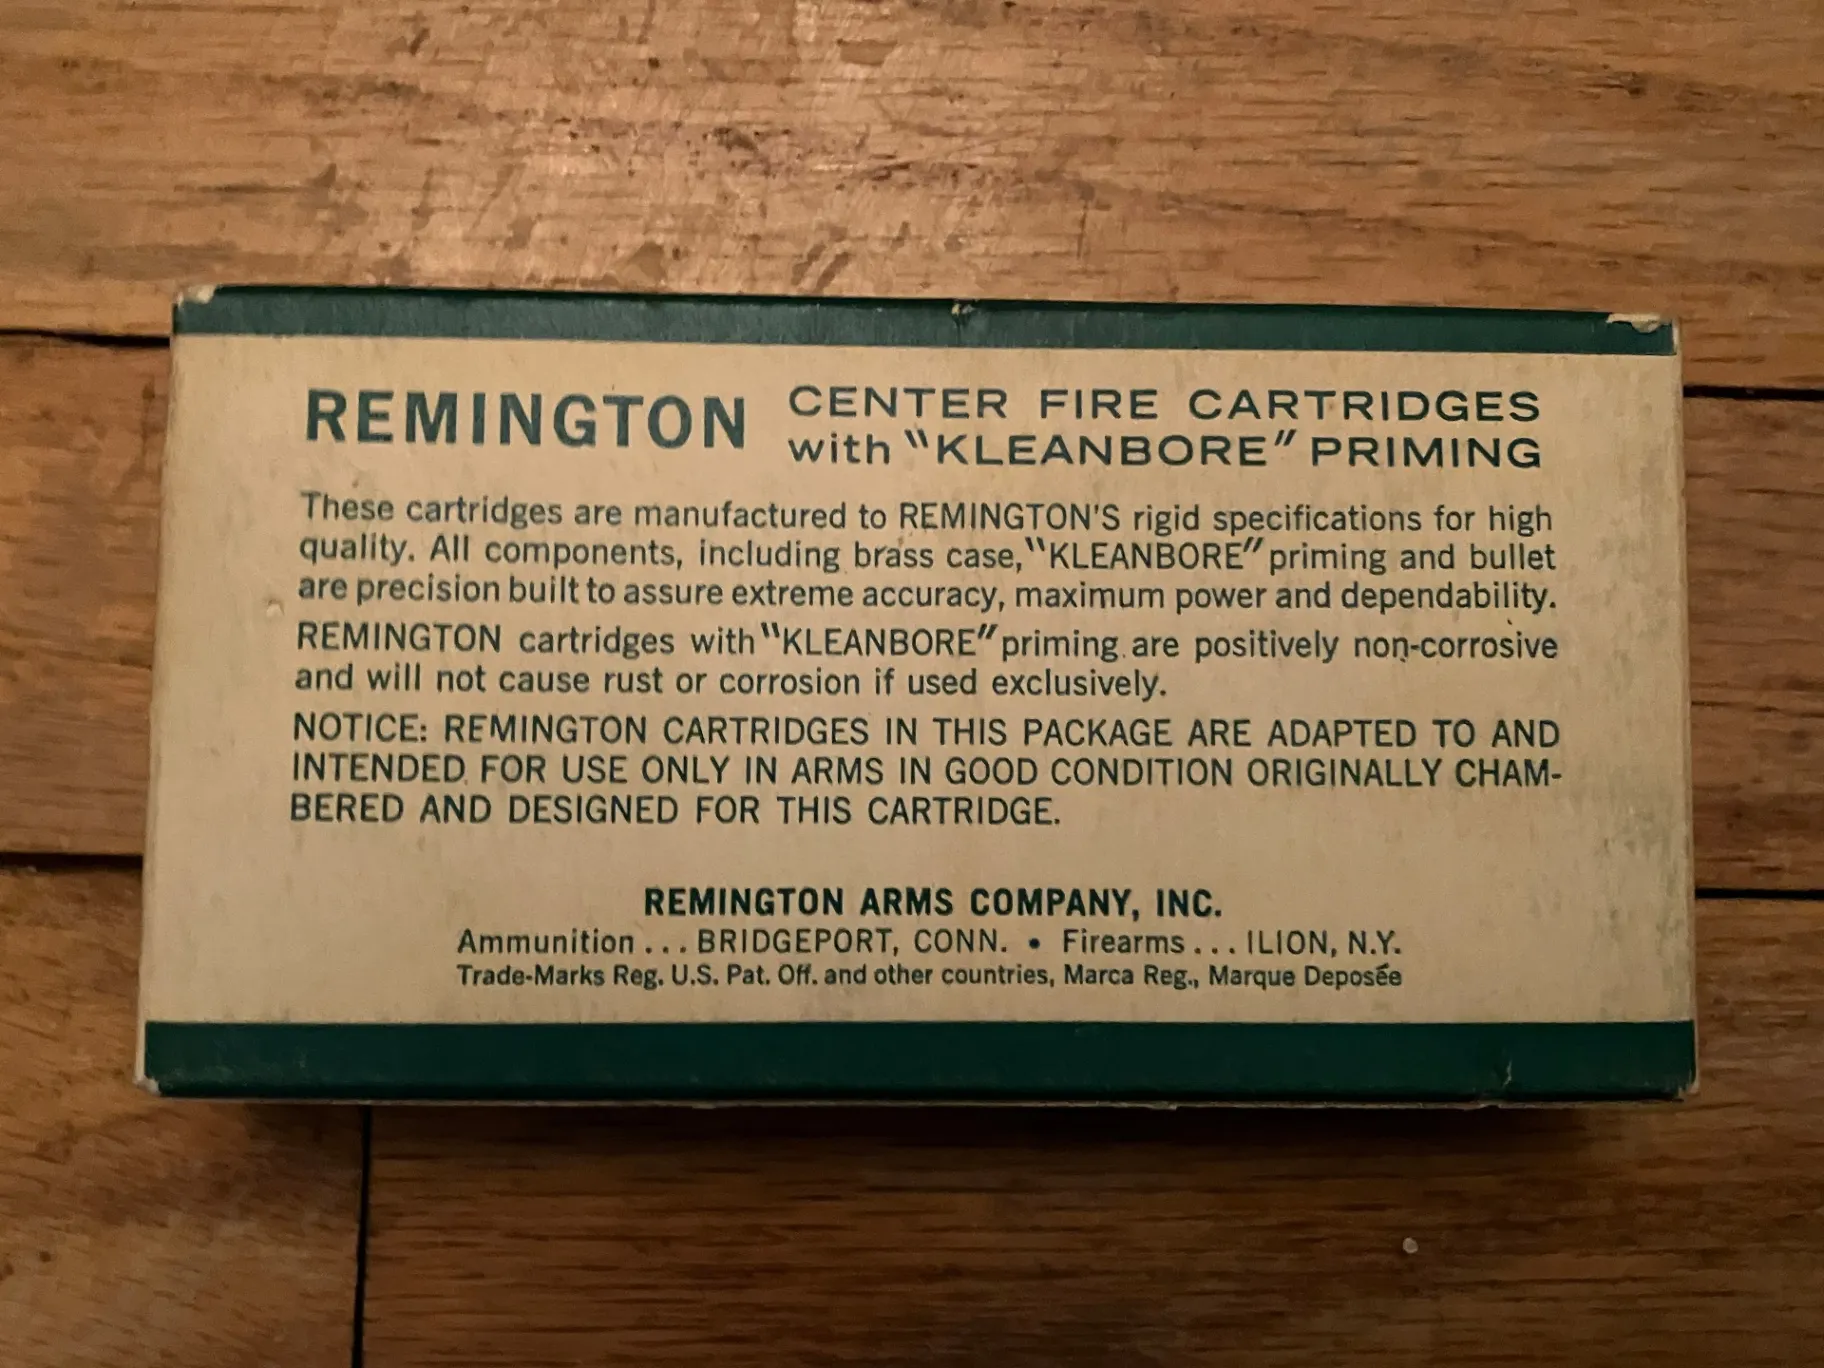 REMINGTON CENTER FIRE CARTRIDGES
with "KLEANBORE" PRIMING
These cartridges are manufactured to REMINGTON'S rigid specifications for high
quality. All components, including brass case, "KLEANBORE" priming and bullet
are precision built to assure extreme accuracy, maximum power and dependability.
REMINGTON cartridges with "KLEANBORE" priming are positively non-corrosive
and will not cause rust or corrosion if used exclusively.
NOTICE: REMINGTON CARTRIDGES IN THIS PACKAGE ARE ADAPTED TO AND
INTENDED FOR USE ONLY IN ARMS IN GOOD CONDITION ORIGINALLY CHAM-
BERED AND DESIGNED FOR THIS CARTRIDGE.
REMINGTON ARMS COMPANY, INC.
Ammunition . . . BRIDGEPORT, CONN. • Firearms . . . ILION, N.Y.
Trade-Marks Reg. U.S. Pat. Off. and other countries, Marca Reg., Marque Deposée